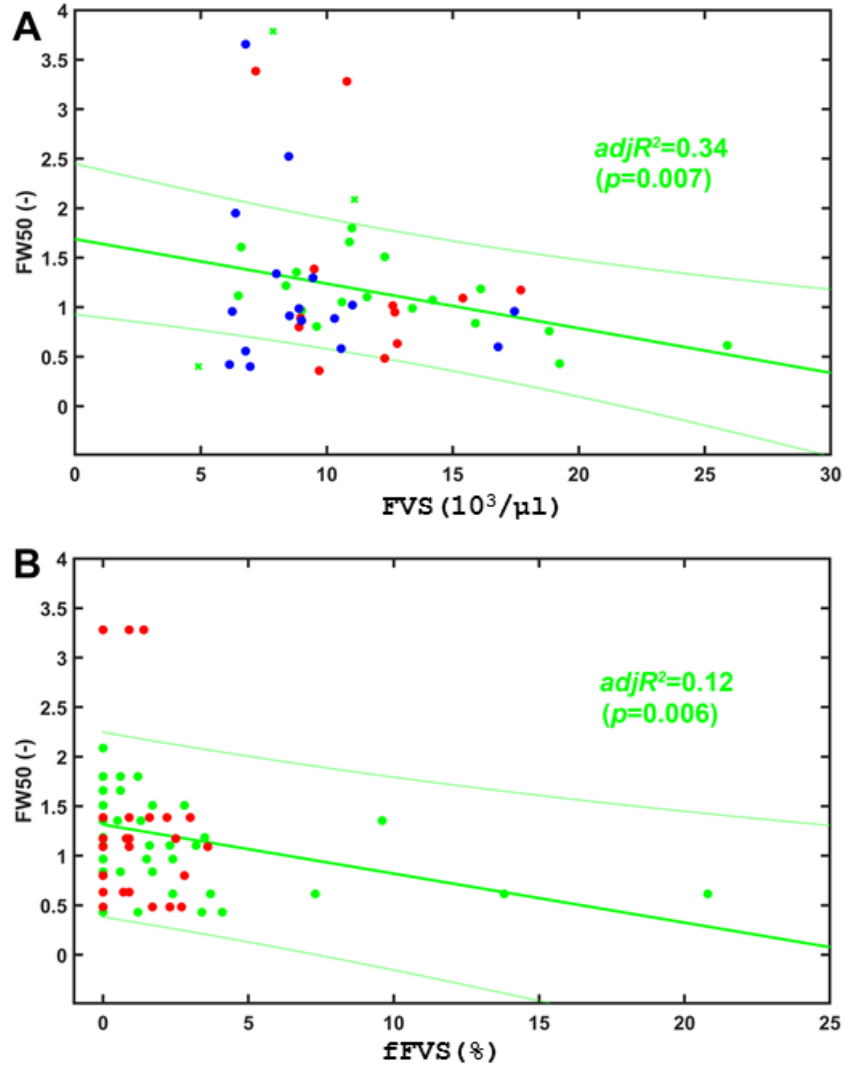 A
4
3.5
3
2.5
2
1.5
1
0.5
0
FW50 (-)
adjR²=0.34
(p=0.007)
0 5 10 15 20 25 30
FVS(10³/µl)
B
4
3.5
3
2.5
2
1.5
1
0.5
0
FW50 (-)
adjR²=0.12
(p=0.006)
0 5 10 15 20 25
fFVS(%)